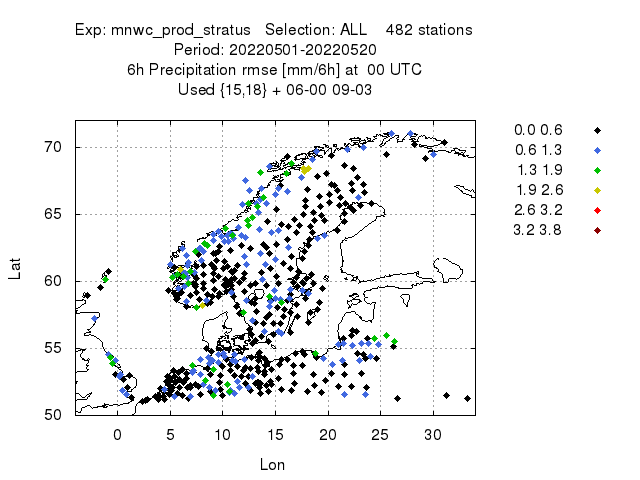 Exp: mnwc_prod_stratus   Selection: ALL    482 stations
Period: 20220501-20220520
6h Precipitation rmse [mm/6h] at  00 UTC
Used {15,18} + 06-00 09-03
0.0 0.6
0.6 1.3
1.3 1.9
1.9 2.6
2.6 3.2
3.2 3.8
70
65
60
55
50
Lat
0 5 10 15 20 25 30
Lon